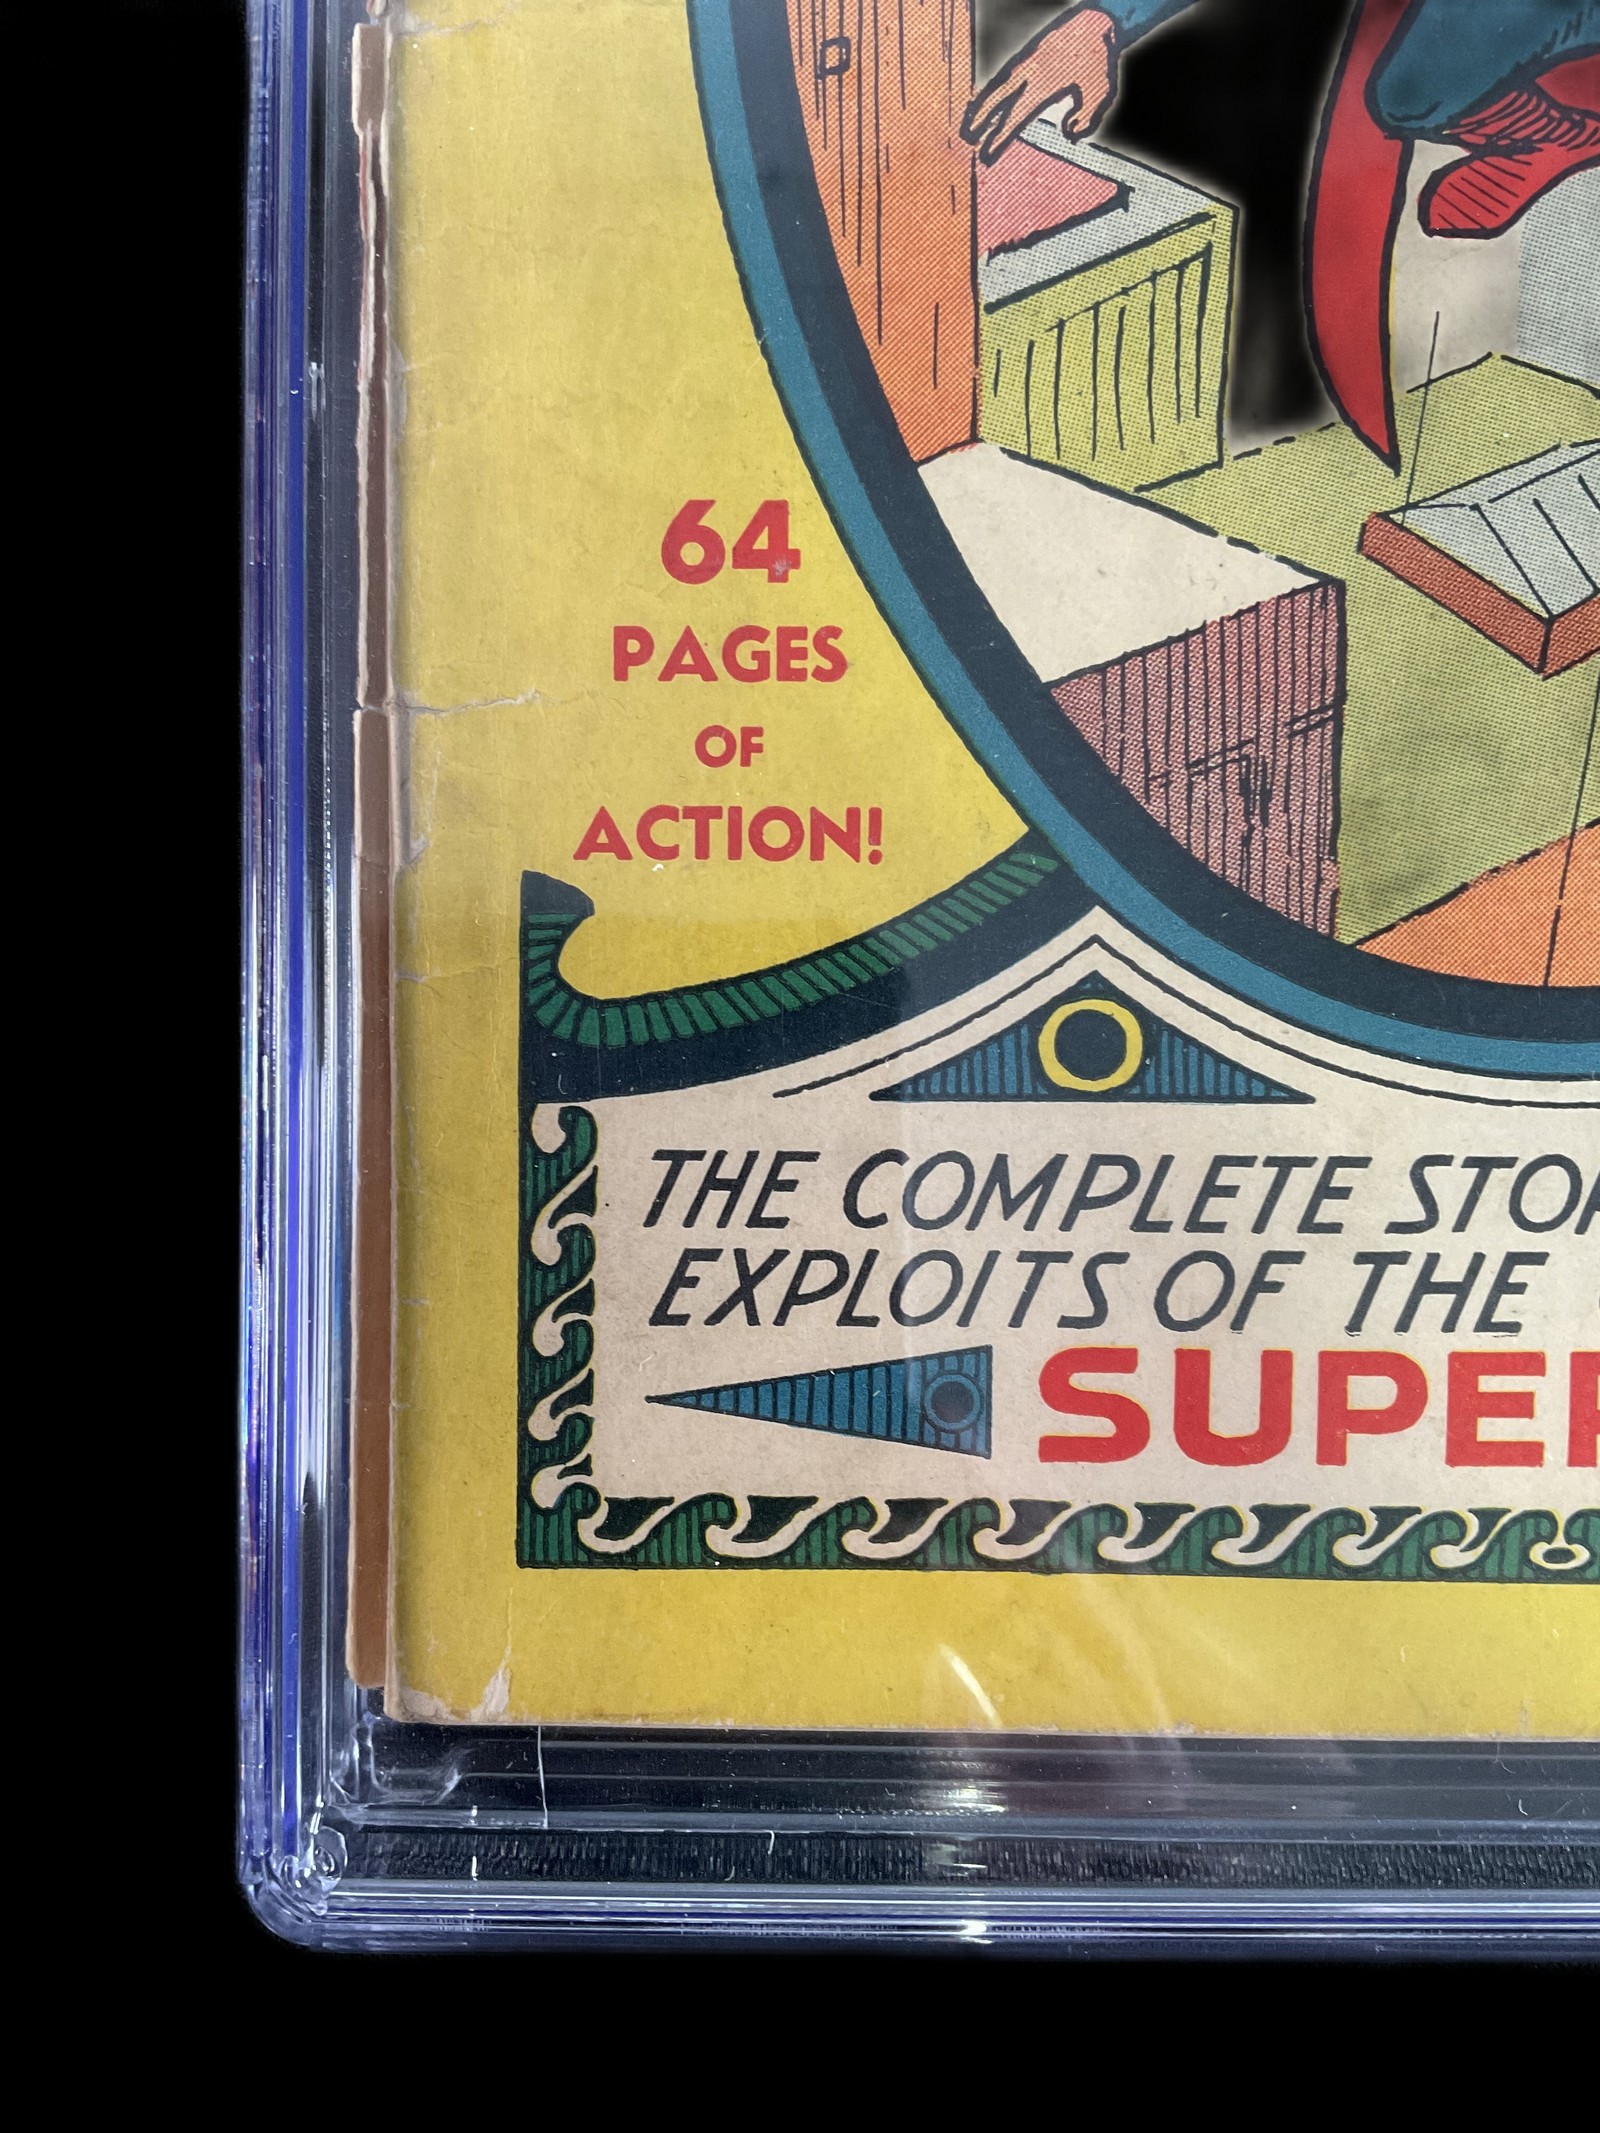 64
PAGES
OF
ACTION!
THE COMPLETE STOR
EXPLOITS OF THE
SUPER